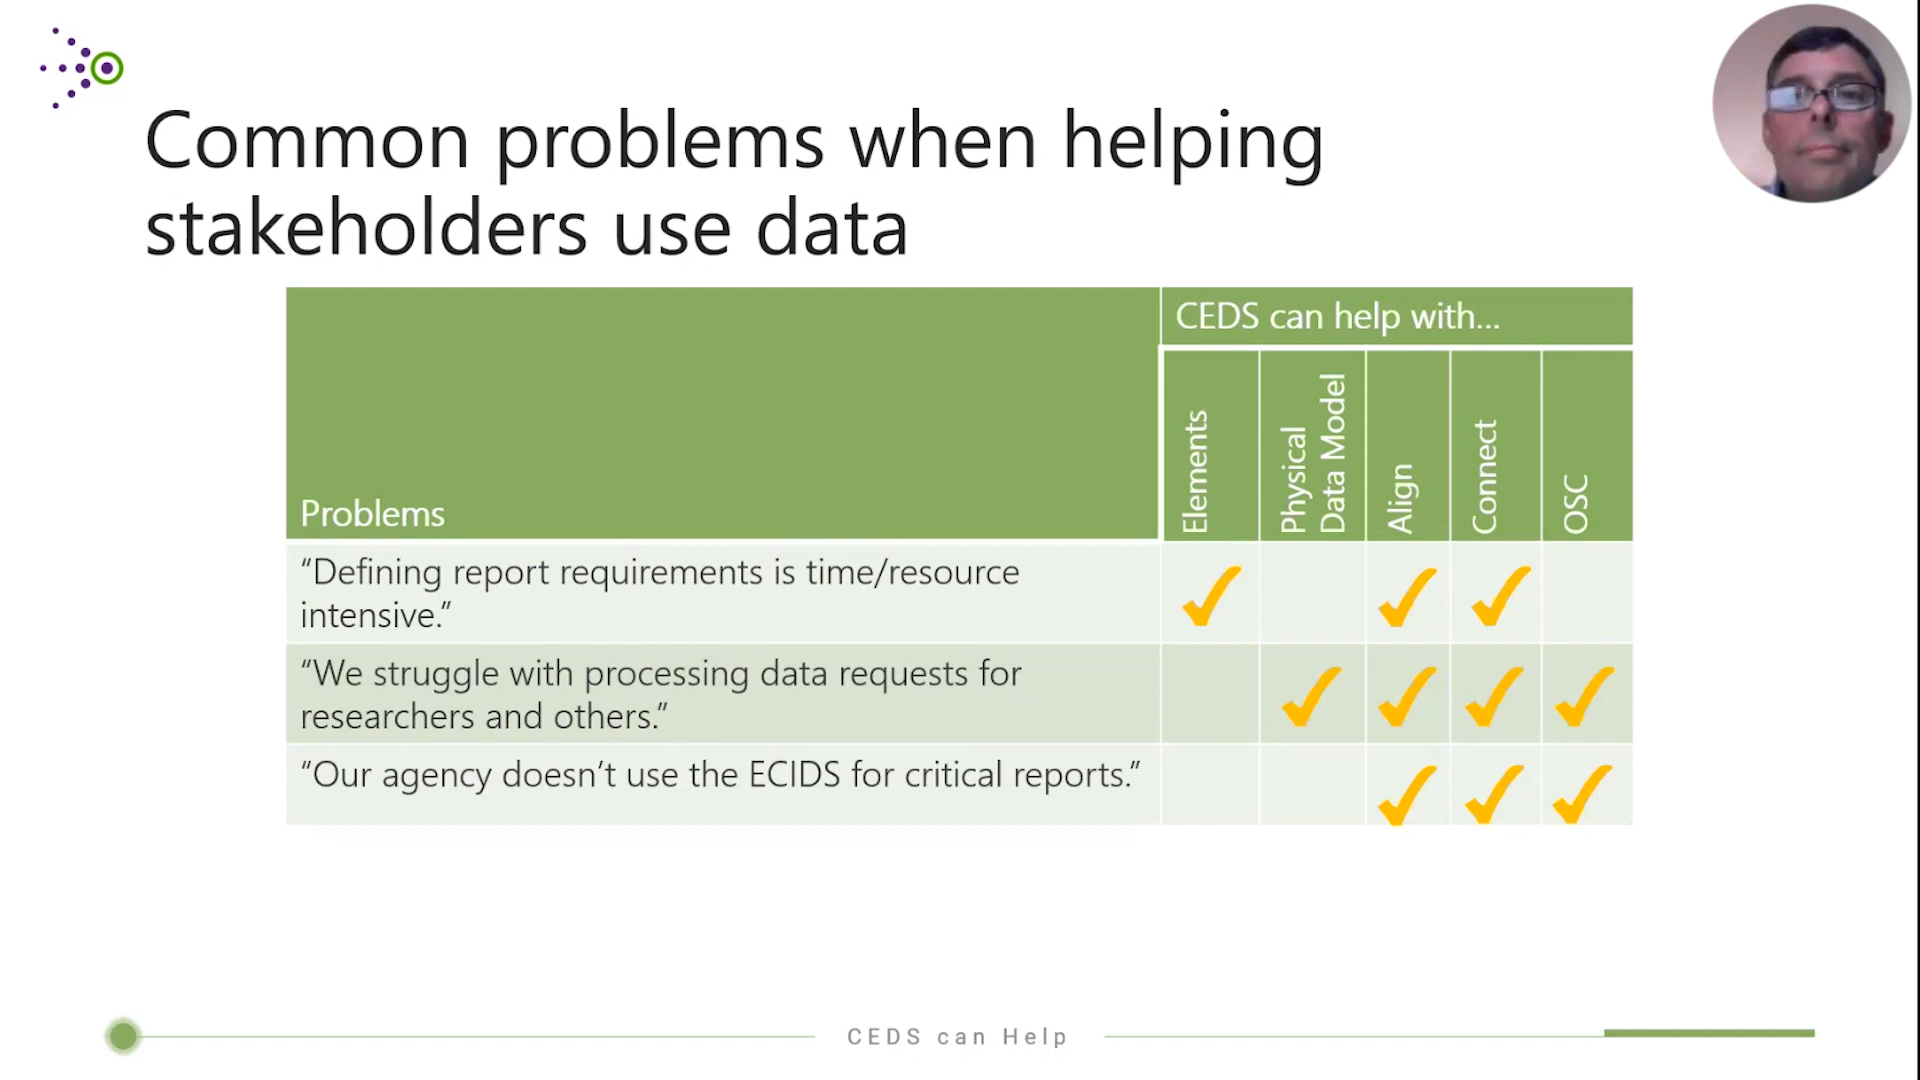 Common problems when helping
stakeholders use data
CEDS can help with...
Problems
Elements
Physical
Data Model
Align
Connect
OSC
“Defining report requirements is time/resource
intensive.”
“We struggle with processing data requests for
researchers and others.”
“Our agency doesn’t use the ECIDS for critical reports.”
CEDS can Help